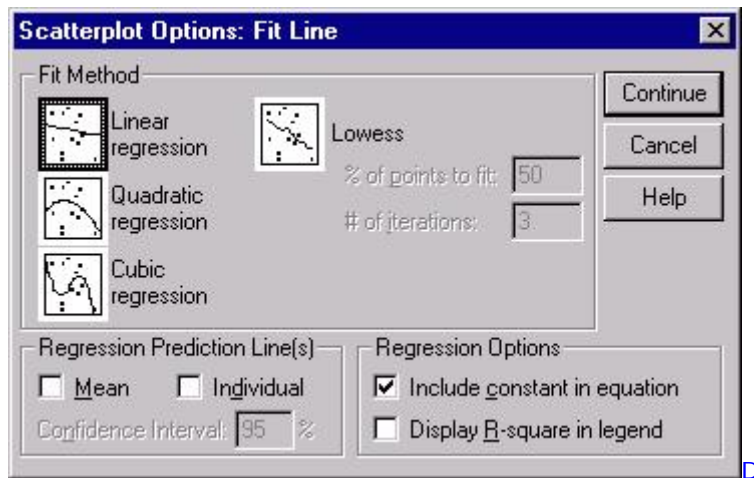 Scatterplot Options: Fit Line
Fit Method
Linear regression
Lowess
% of points to fit: 50
# of iterations: 3
Quadratic regression
Cubic regression
Continue
Cancel
Help
Regression Prediction Line(s)
Mean
Individual
Confidence Interval: 95 %
Regression Options
Include constant in equation
Display R-square in legend
D